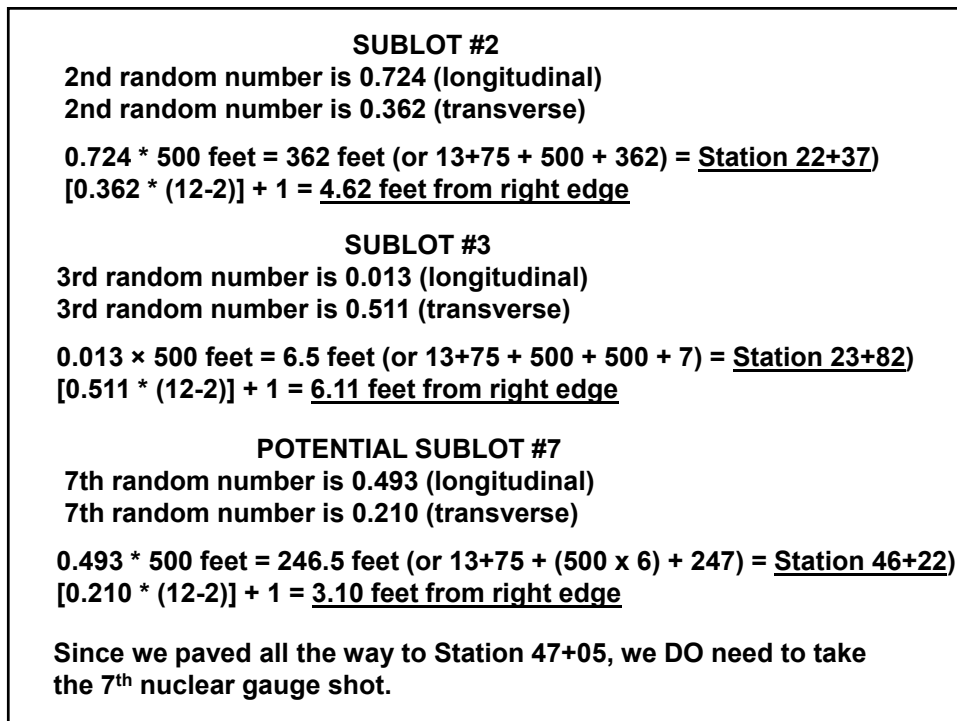 SUBLOT #2
2nd random number is 0.724 (longitudinal)
2nd random number is 0.362 (transverse)
0.724 * 500 feet = 362 feet (or 13+75 + 500 + 362) = Station 22+37)
[0.362 * (12-2)] + 1 = 4.62 feet from right edge
SUBLOT #3
3rd random number is 0.013 (longitudinal)
3rd random number is 0.511 (transverse)
0.013 × 500 feet = 6.5 feet (or 13+75 + 500 + 500 + 7) = Station 23+82)
[0.511 * (12-2)] + 1 = 6.11 feet from right edge
POTENTIAL SUBLOT #7
7th random number is 0.493 (longitudinal)
7th random number is 0.210 (transverse)
0.493 * 500 feet = 246.5 feet (or 13+75 + (500 x 6) + 247) = Station 46+22)
[0.210 * (12-2)] + 1 = 3.10 feet from right edge
Since we paved all the way to Station 47+05, we DO need to take
the 7th nuclear gauge shot.